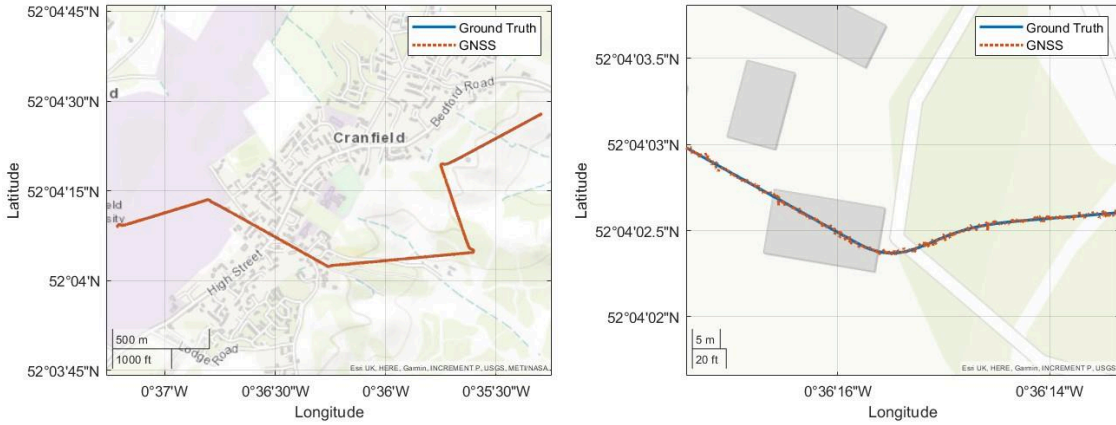 52°04'45"N
52°04'30"N
52°04'15"N
52°04'N
52°03'45"N
Latitude
Ground Truth
GNSS
d
Bedford Road
Cranfield
eld
sity
High Street
Lodge Road
500 m
1000 ft
Esri UK, HERE, Garmin, INCREMENT P, USGS, METI/NASA
0°37'W
0°36'30"W
0°36'W
0°35'30"W
Longitude
52°04'03.5"N
52°04'03"N
52°04'02.5"N
52°04'02"N
Latitude
Ground Truth
GNSS
5 m
20 ft
Esri UK, HERE, Garmin, INCREMENT P, USGS
0°36'16"W
0°36'14"W
Longitude